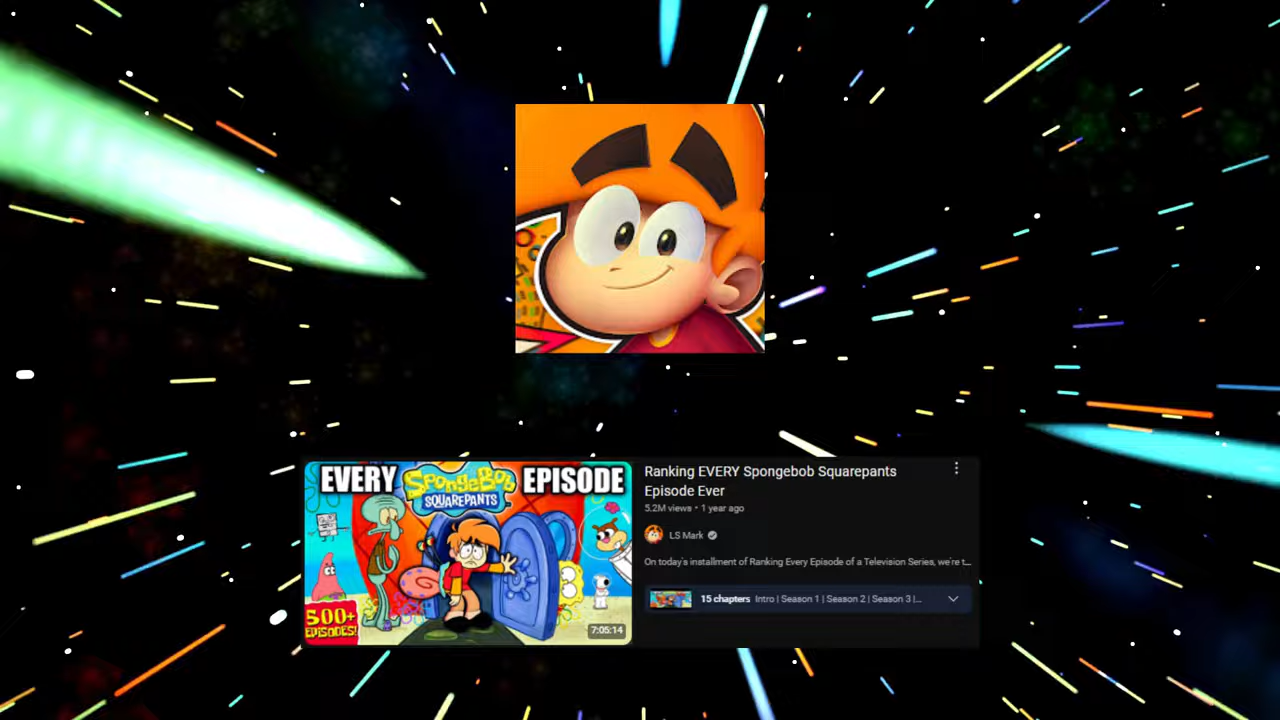 EVERY SpongeBob EPISODE
SQUAREPANTS
500+
EPISODES!
7:05:14
Ranking EVERY Spongebob Squarepants
Episode Ever
5.2M views • 1 year ago
LS Mark
On today's installment of Ranking Every Episode of a Television Series, we're t...
15 chapters Intro | Season 1 | Season 2 | Season 3 |...